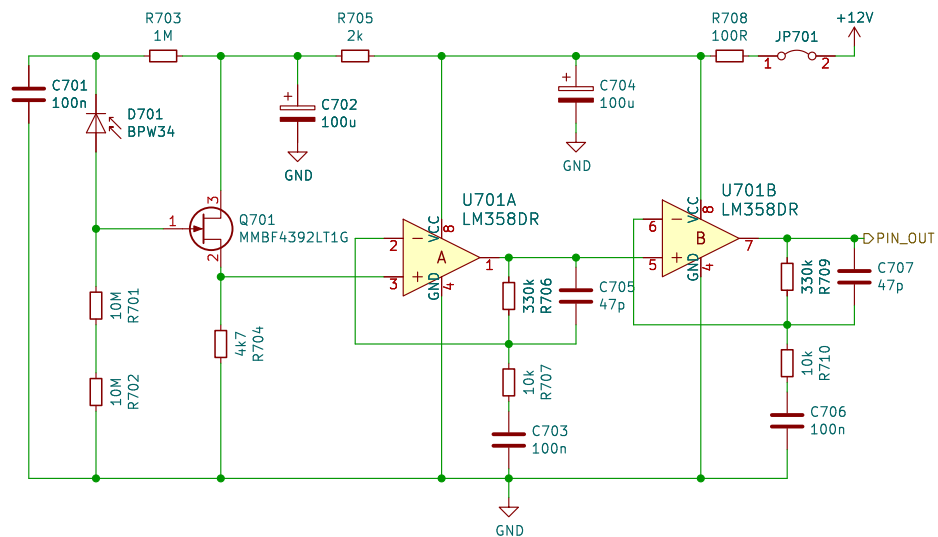 R703
1M
R705
2k
R708
100R
+12V
JP701
1
2
C701
100n
D701
BPW34
+
C702
100u
GND
+
C704
100u
GND
U701A
LM358DR
U701B
LM358DR
3
1
2
Q701
MMBF4392LT1G
2
3
−
+
A
VCC
8
GND
4
1
6
5
−
+
B
VCC
8
GND
4
7
PIN_OUT
10M
R701
10M
R702
4k7
R704
330k
R706
C705
47p
10k
R707
C703
100n
330k
R709
C707
47p
10k
R710
C706
100n
GND